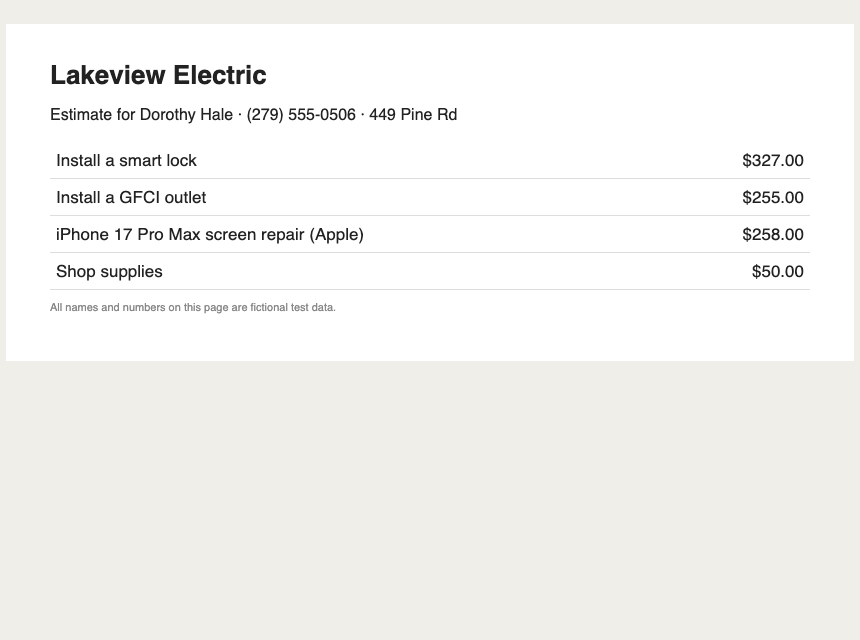 Lakeview Electric
Estimate for Dorothy Hale · (279) 555-0506 · 449 Pine Rd
Install a smart lock $327.00
Install a GFCI outlet $255.00
iPhone 17 Pro Max screen repair (Apple) $258.00
Shop supplies $50.00
All names and numbers on this page are fictional test data.